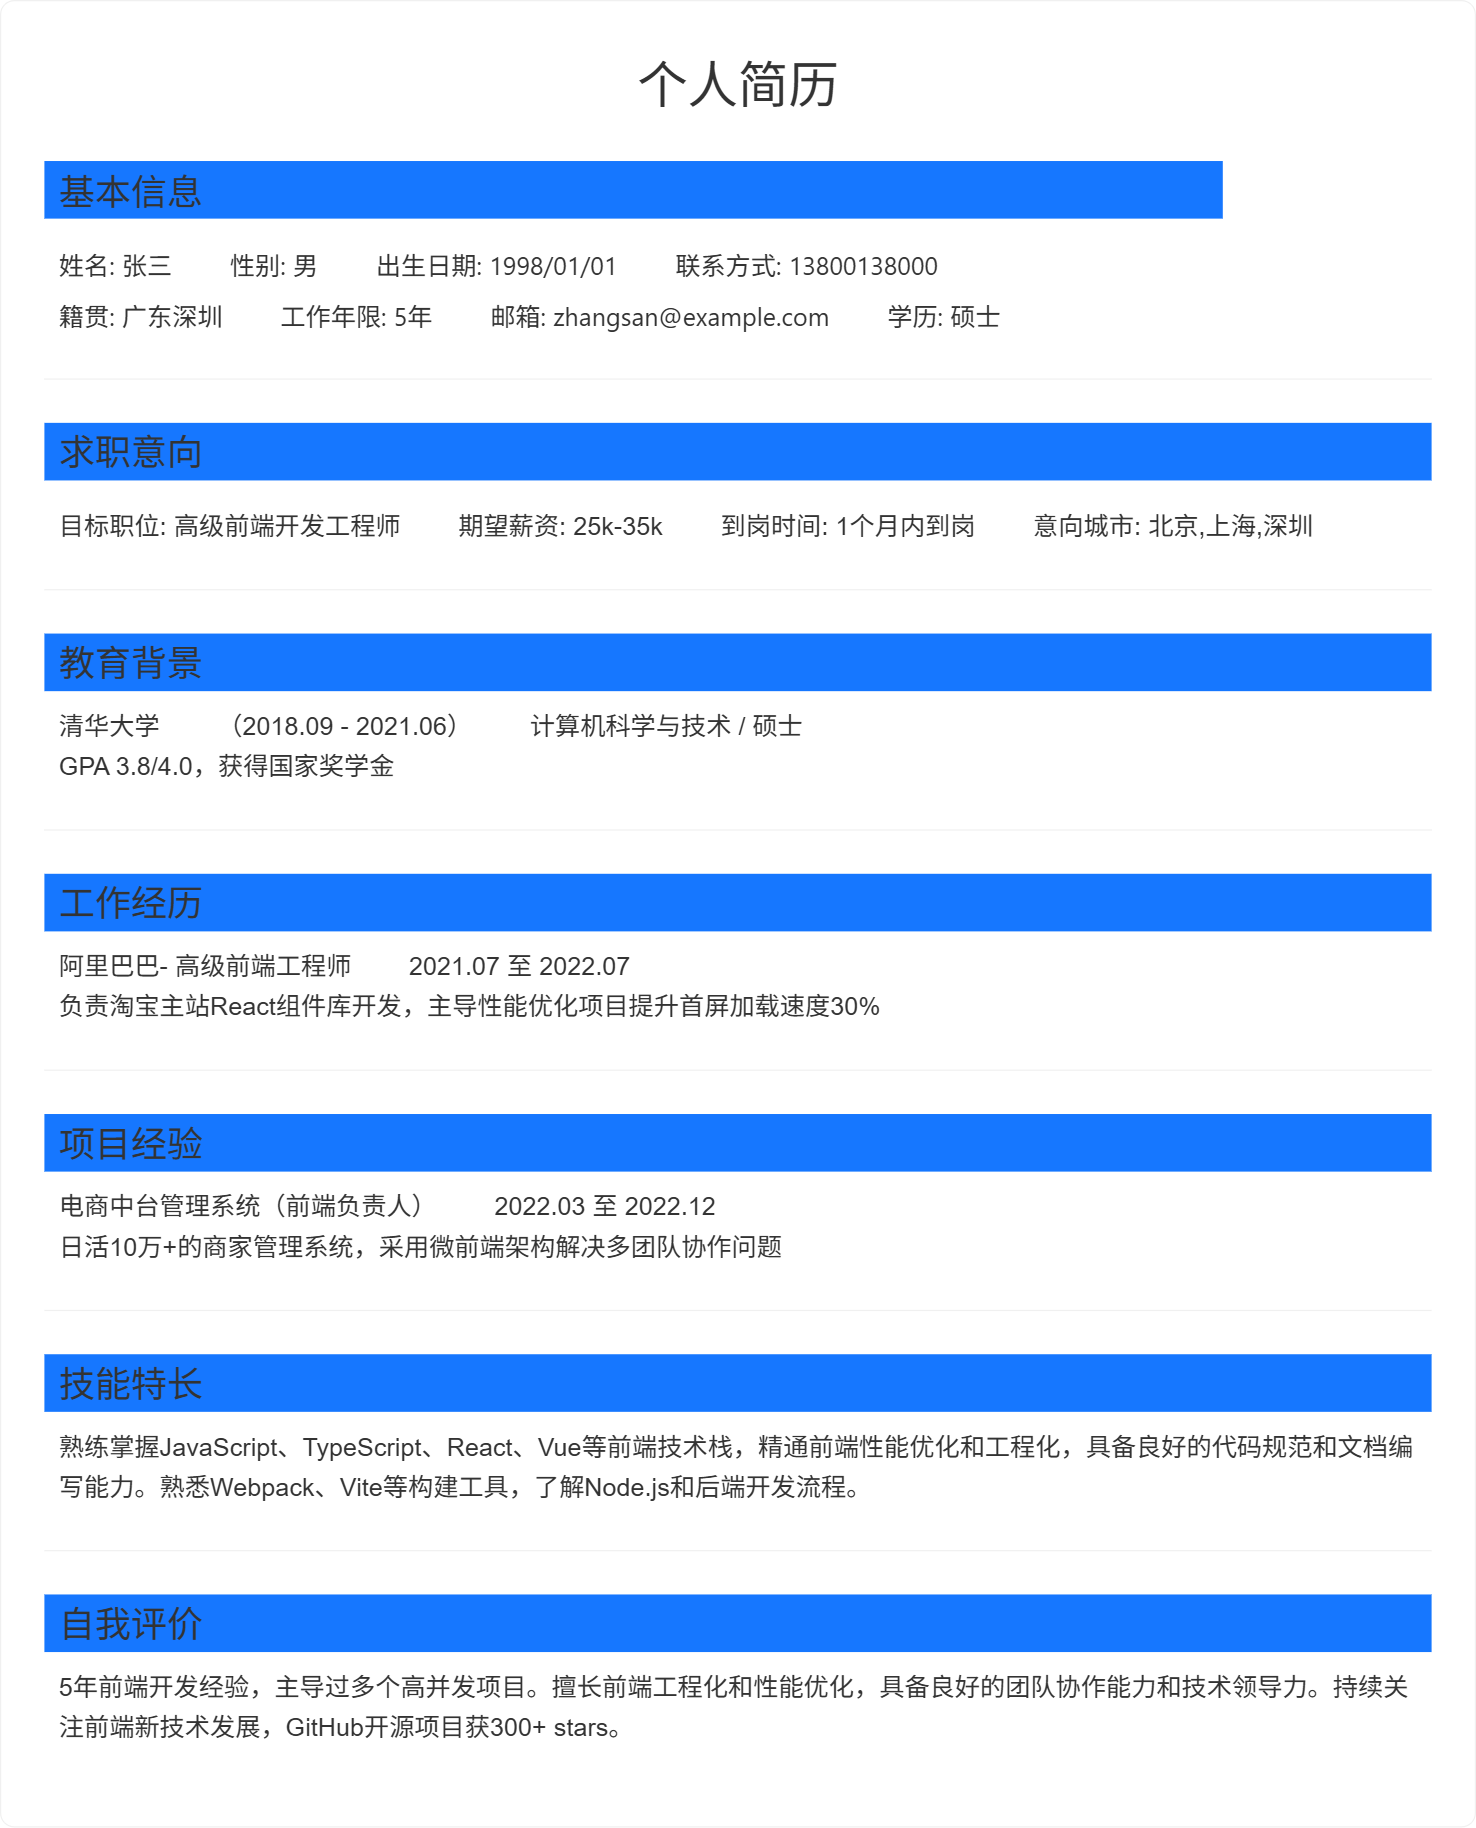 个人简历
基本信息
姓名: 张三 性别: 男 出生日期: 1998/01/01 联系方式: 13800138000
籍贯: 广东深圳 工作年限: 5年 邮箱: zhangsan@example.com 学历: 硕士
求职意向
目标职位: 高级前端开发工程师 期望薪资: 25k-35k 到岗时间: 1个月内到岗 意向城市: 北京,上海,深圳
教育背景
清华大学 （2018.09 - 2021.06） 计算机科学与技术 / 硕士
GPA 3.8/4.0，获得国家奖学金
工作经历
阿里巴巴- 高级前端工程师 2021.07 至 2022.07
负责淘宝主站React组件库开发，主导性能优化项目提升首屏加载速度30%
项目经验
电商中台管理系统（前端负责人） 2022.03 至 2022.12
日活10万+的商家管理系统，采用微前端架构解决多团队协作问题
技能特长
熟练掌握JavaScript、TypeScript、React、Vue等前端技术栈，精通前端性能优化和工程化，具备良好的代码规范和文档编
写能力。熟悉Webpack、Vite等构建工具，了解Node.js和后端开发流程。
自我评价
5年前端开发经验，主导过多个高并发项目。擅长前端工程化和性能优化，具备良好的团队协作能力和技术领导力。持续关
注前端新技术发展，GitHub开源项目获300+ stars。